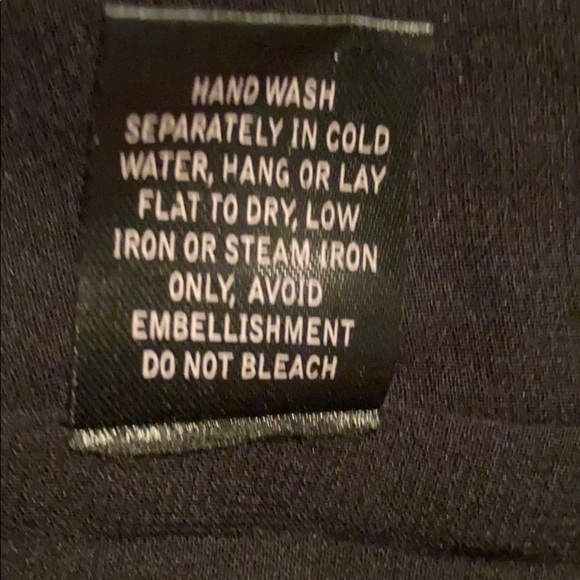 HAND WASH
SEPARATELY IN COLD
WATER, HANG OR LAY
FLAT TO DRY, LOW
IRON OR STEAM IRON
ONLY, AVOID
EMBELLISHMENT
DO NOT BLEACH